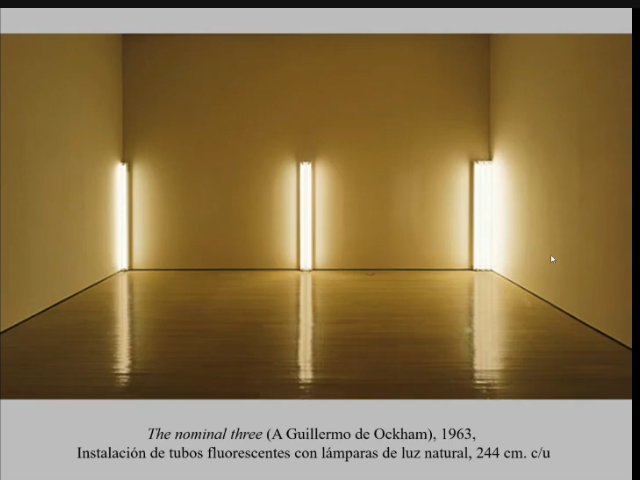 The nominal three (A Guillermo de Ockham), 1963,
Instalación de tubos fluorescentes con lámparas de luz natural, 244 cm. c/u